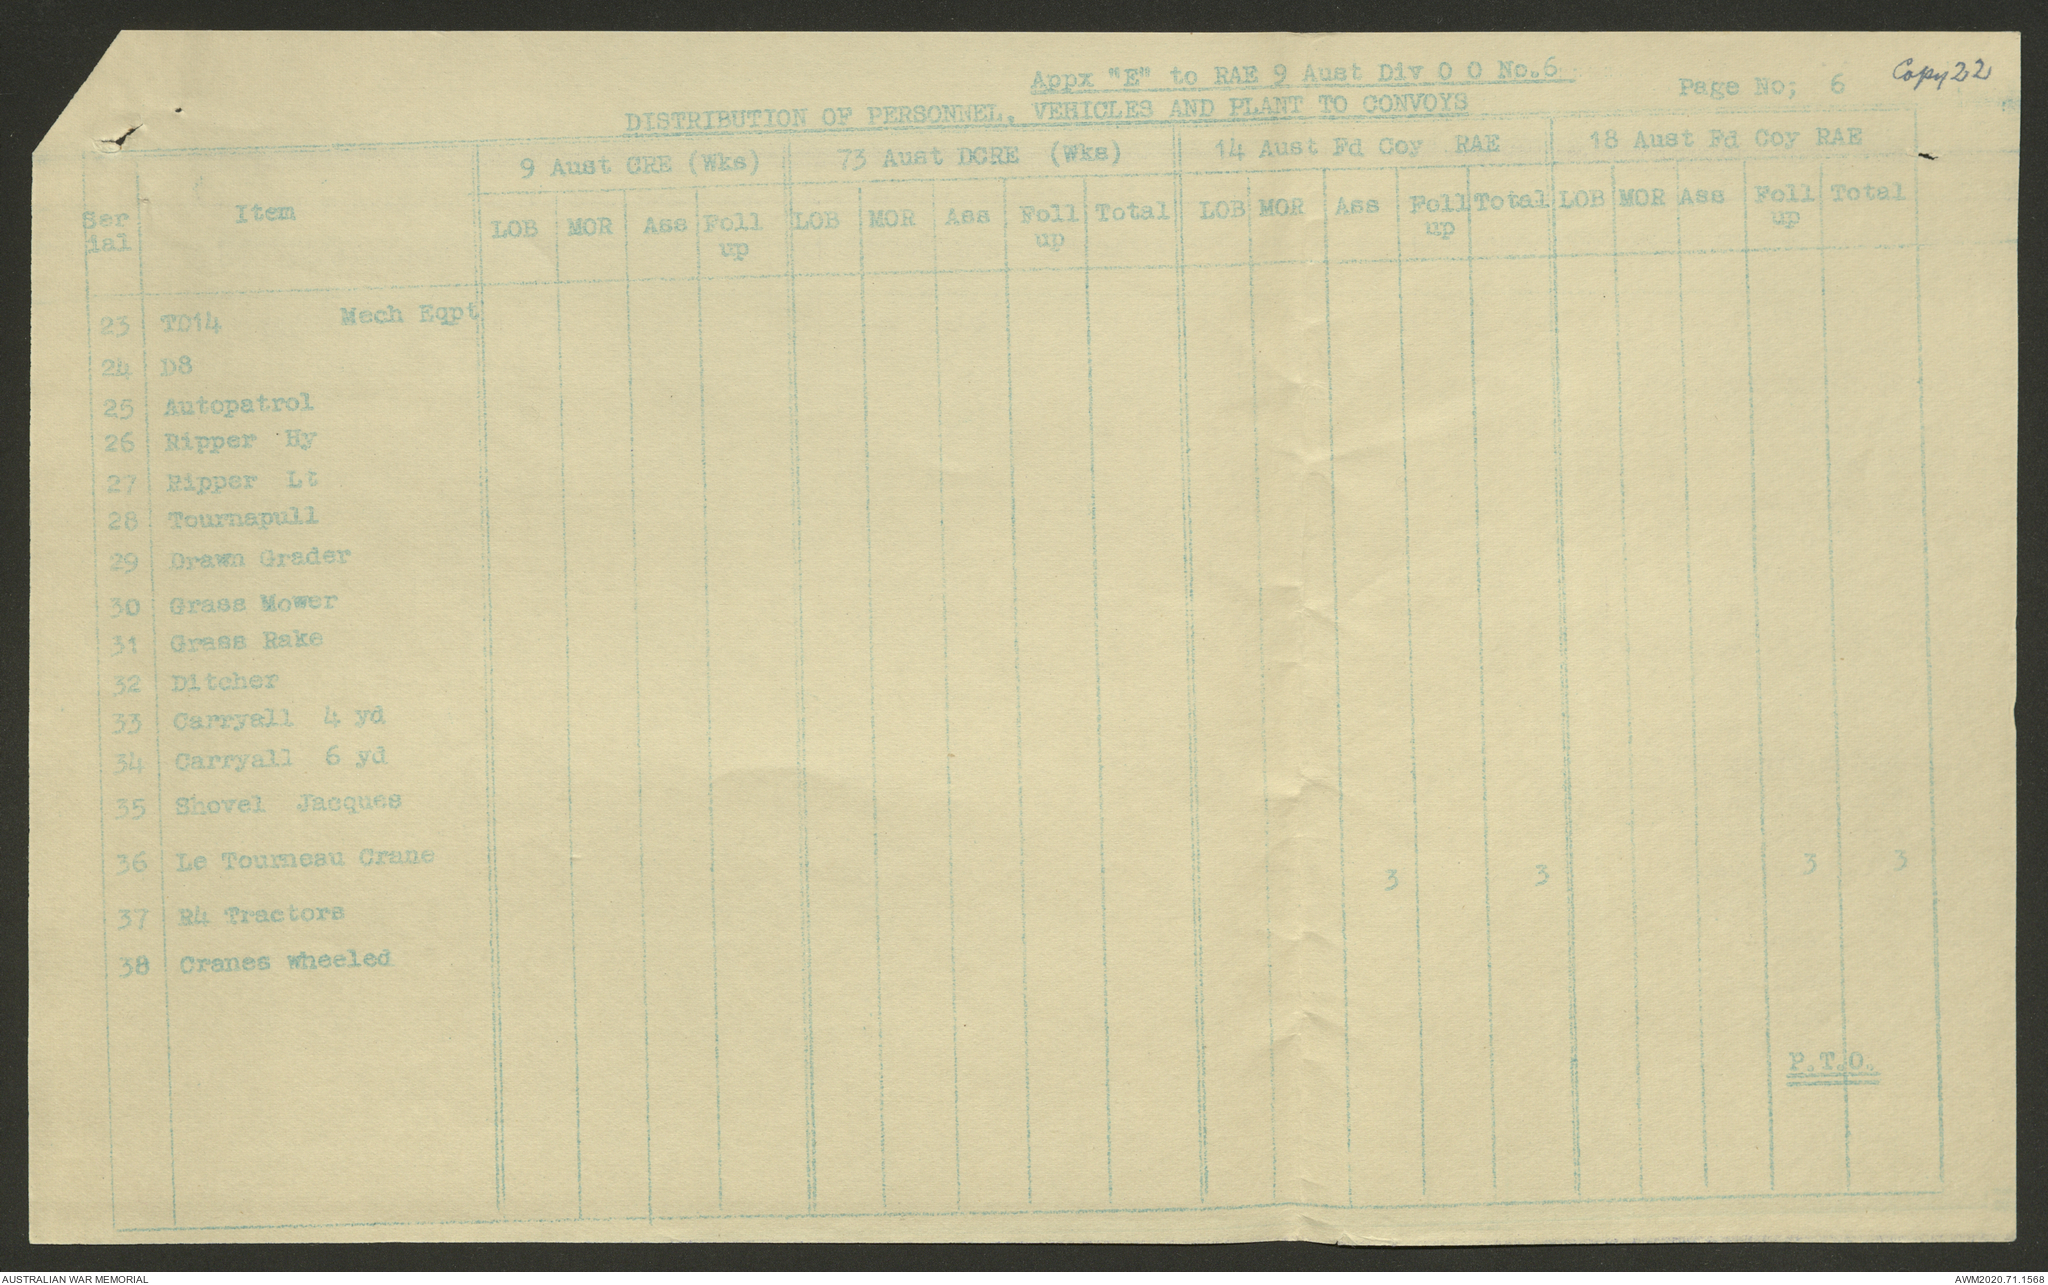 Appx "E" to RAE 9 Aust Div O O No.6
Page No; 6
Copy 22
DISTRIBUTION OF PERSONNEL, VEHICLES AND PLANT TO CONVOYS
9 Aust CRE (Wks) 73 Aust DCRE (Wks) 14 Aust Fd Coy RAE 18 Aust Fd Coy RAE
Ser Item LOB MOR Ass Foll LOB MOR Ass Foll Total LOB MOR Ass Foll Total LOB MOR Ass Foll Total
ial up up up up
23 TD14 Mech Eqpt
24 D8
25 Autopatrol
26 Ripper Hy
27 Ripper Lt
28 Tournapull
29 Drawn Grader
30 Grass Mower
31 Grass Rake
32 Ditcher
33 Carryall 4 yd
34 Carryall 6 yd
35 Shovel Jacques
36 Le Tourneau Crane 3 3 3 3
37 R4 Tractors
38 Cranes wheeled
P.T.O.
AUSTRALIAN WAR MEMORIAL
AWM2020.71.1568